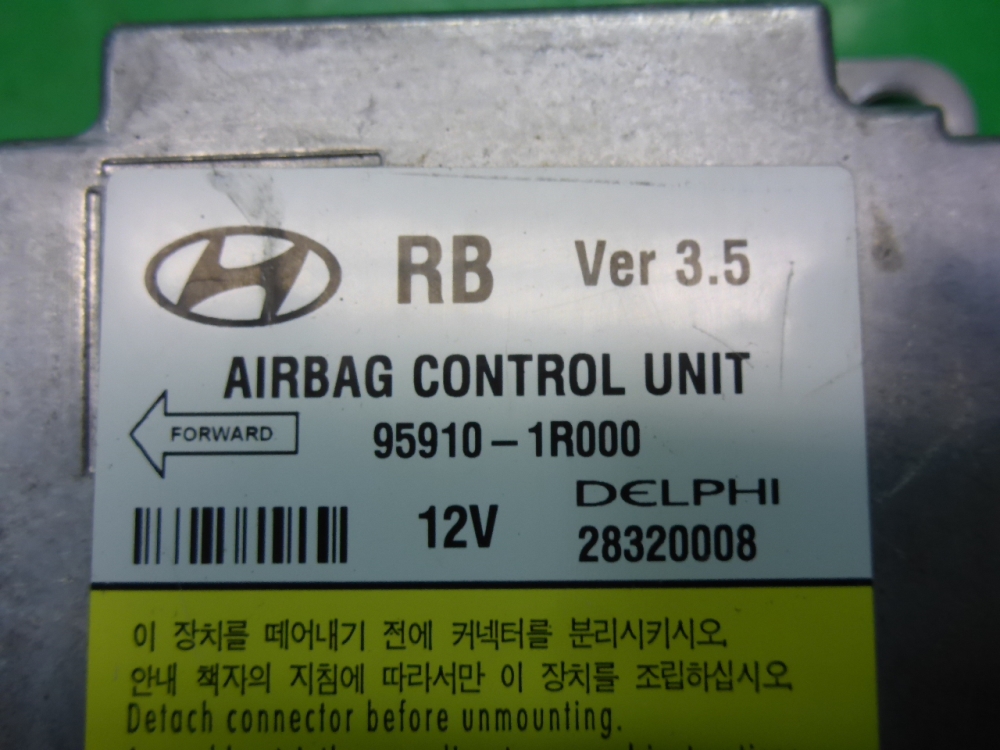 RB Ver 3.5
AIRBAG CONTROL UNIT
FORWARD 95910-1R000
DELPHI
12V 28320008
이 장치를 떼어내기 전에 커넥터를 분리시키시오.
안내 책자의 지침에 따라서만 이 장치를 조립하십시오.
Detach connector before unmounting.